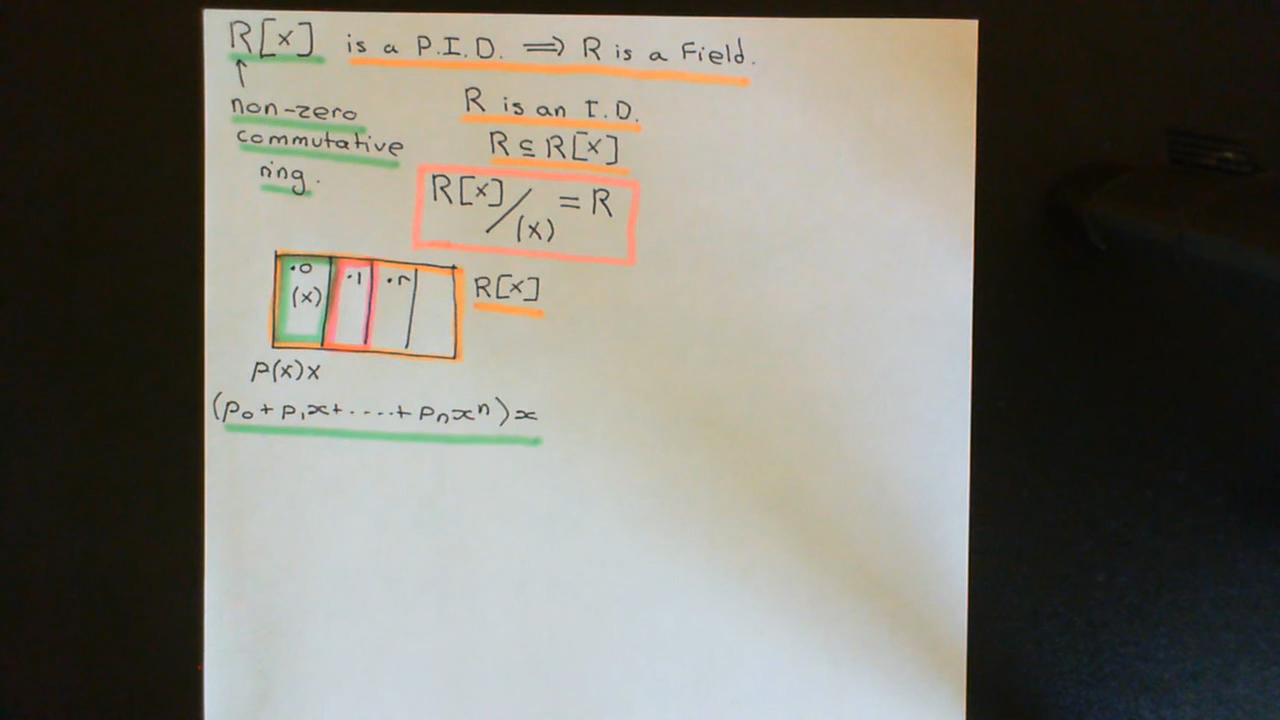 R[x] is a P.I.D. ⟹ R is a Field.
↑
non-zero
commutative
ring.
R is an I.D.
R ⊆ R[x]
R[x]/(x) = R
·0 ·1 ·r
(x)
R[x]
P(x)x
(p₀ + p₁x + ..... + pₙxⁿ)x